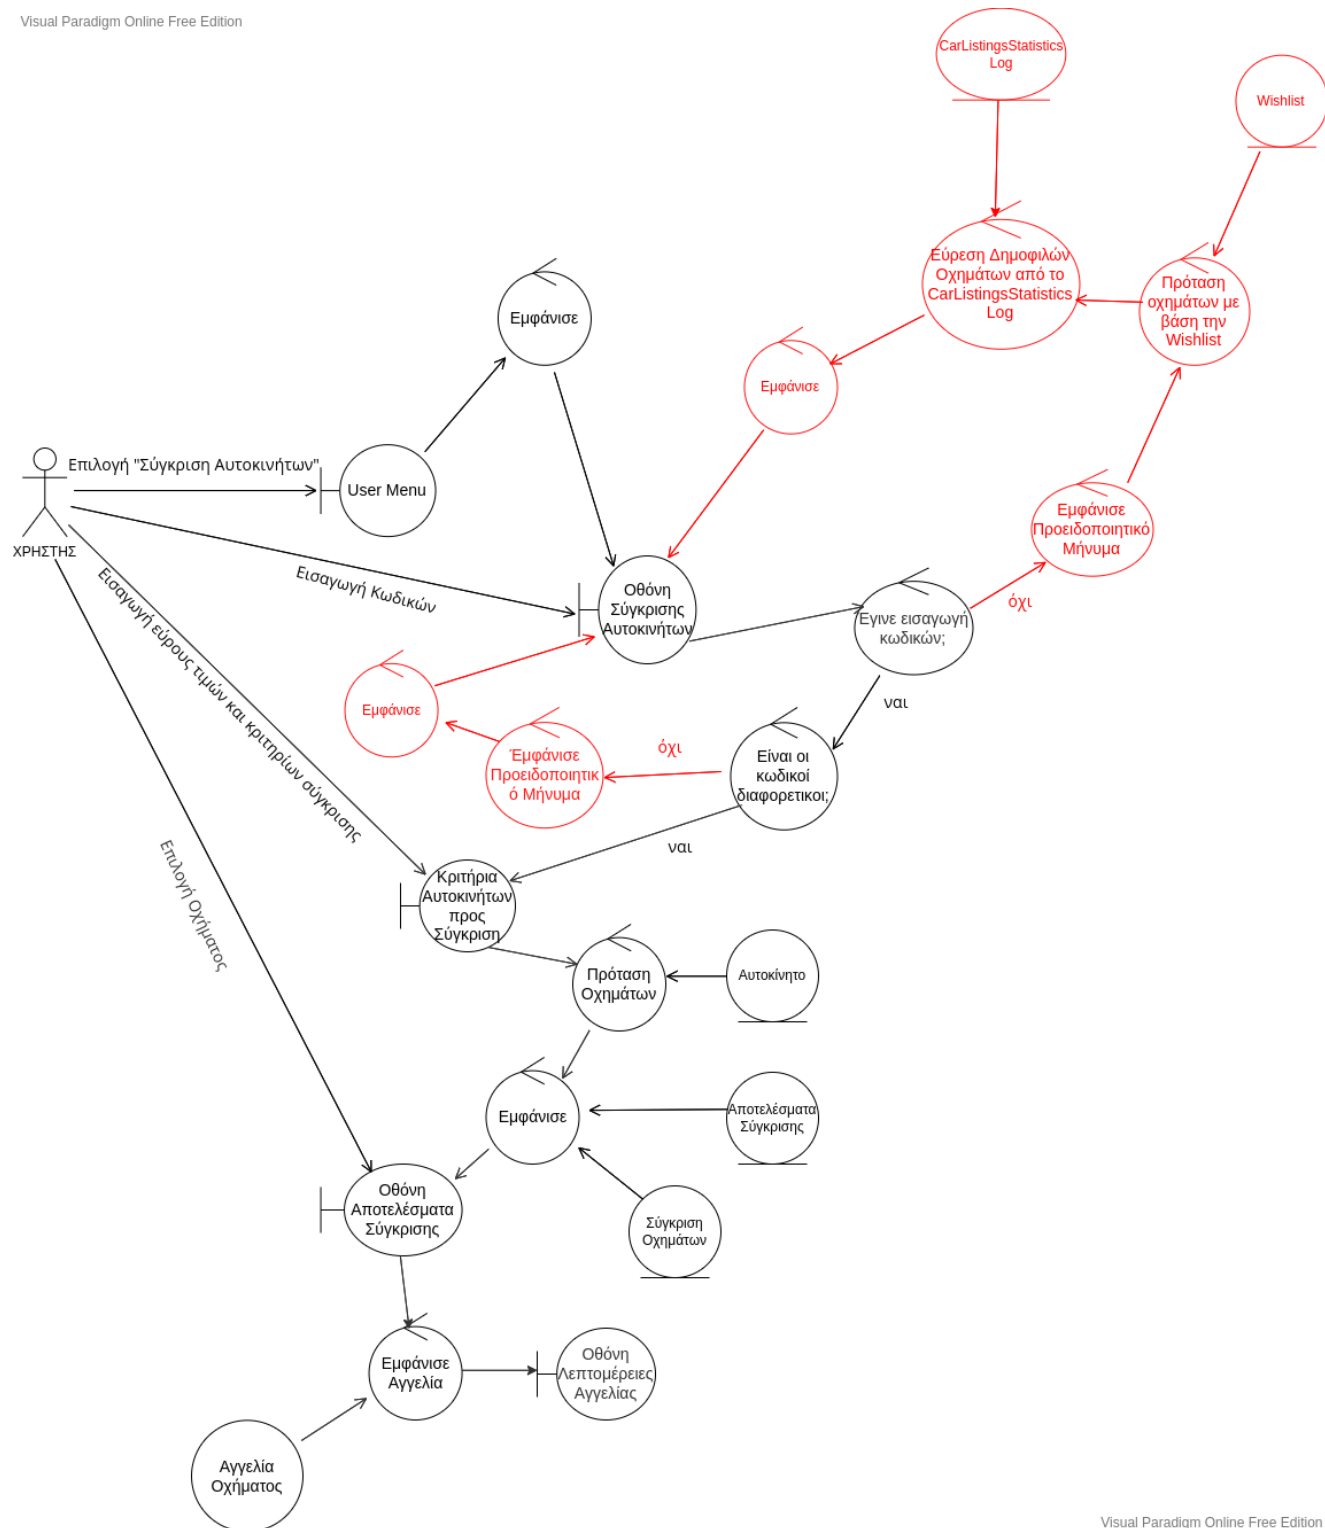 Visual Paradigm Online Free Edition
CarListingsStatistics
Log
Wishlist
Εύρεση Δημοφιλών
Οχημάτων από το
CarListingsStatistics
Log
Πρόταση
οχημάτων με
βάση την
Wishlist
Εμφάνισε
Εμφάνισε
Επιλογή "Σύγκριση Αυτοκινήτων"
User Menu
ΧΡΗΣΤΗΣ
Εμφάνισε
Προειδοποιητικό
Μήνυμα
Εισαγωγή Κωδικών
Οθόνη
Σύγκρισης
Αυτοκινήτων
όχι
Έγινε εισαγωγή
κωδικών;
Εισαγωγή εύρους τιμών και κριτηρίων σύγκρισης
ναι
Εμφάνισε
Έμφάνισε
Προειδοποιητικ
ό Μήνυμα
όχι
Είναι οι
κωδικοί
διαφορετικοι;
ναι
Επιλογή Οχήματος
Κριτήρια
Αυτοκινήτων
προς
Σύγκριση
Πρόταση
Οχημάτων
Αυτοκίνητο
Εμφάνισε
Αποτελέσματα
Σύγκρισης
Οθόνη
Αποτελέσματα
Σύγκρισης
Σύγκριση
Οχημάτων
Εμφάνισε
Αγγελία
Οθόνη
Λεπτομέρειες
Αγγελίας
Αγγελία
Οχήματος
Visual Paradigm Online Free Edition